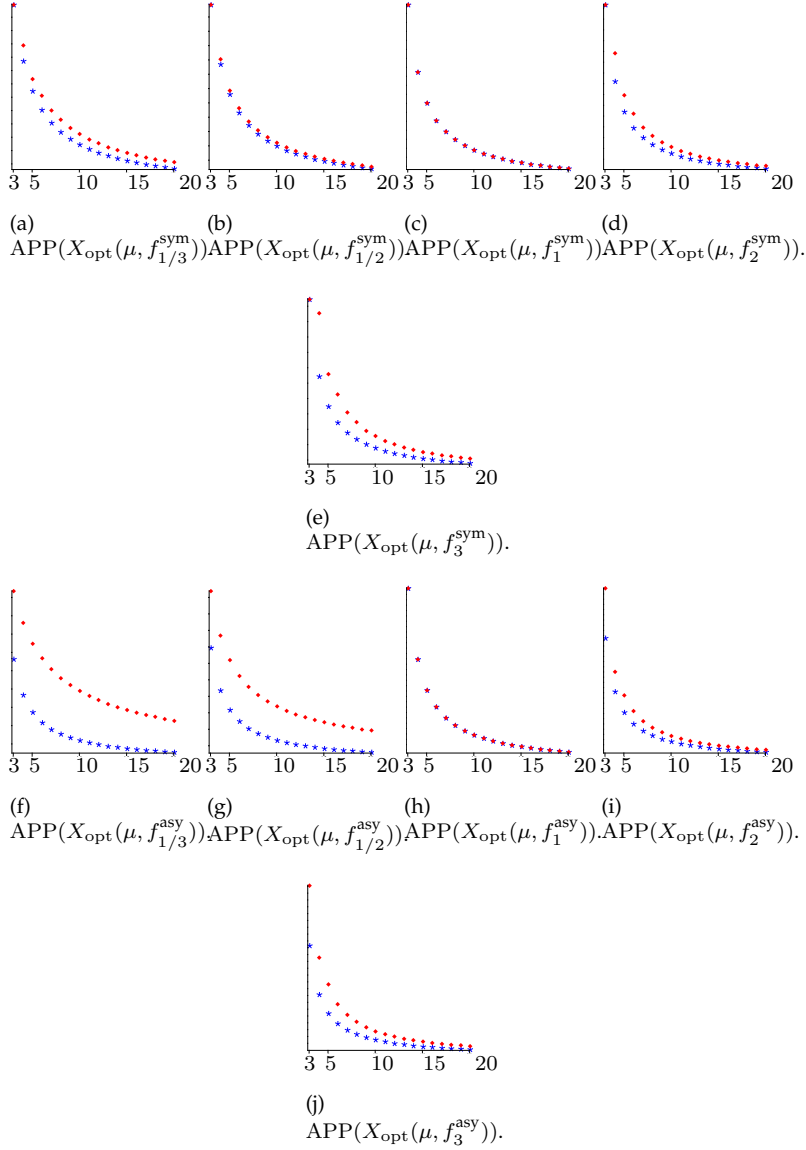 3 5 10 15 20 3 5 10 15 20 3 5 10 15 20 3 5 10 15 20
(a) (b) (c) (d)
APP(X_opt(μ, f_{1/3}^{sym})) APP(X_opt(μ, f_{1/2}^{sym})) APP(X_opt(μ, f_1^{sym})) APP(X_opt(μ, f_2^{sym})).
3 5 10 15 20
(e)
APP(X_opt(μ, f_3^{sym})).
3 5 10 15 20 3 5 10 15 20 3 5 10 15 20 3 5 10 15 20
(f) (g) (h) (i)
APP(X_opt(μ, f_{1/3}^{asy})). APP(X_opt(μ, f_{1/2}^{asy})). APP(X_opt(μ, f_1^{asy})). APP(X_opt(μ, f_2^{asy})).
3 5 10 15 20
(j)
APP(X_opt(μ, f_3^{asy})).